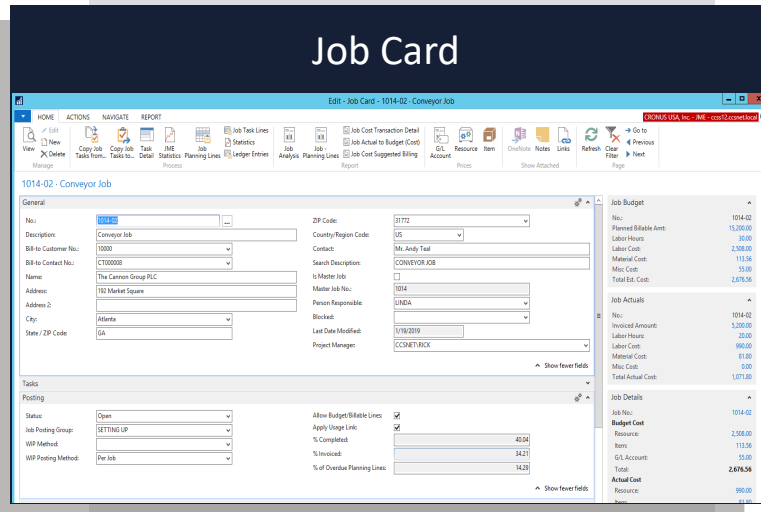 Job Card
Edit - Job Card - 1014-02 · Conveyor Job
HOME ACTIONS NAVIGATE REPORT
CRONUS USA, Inc. - JME - ccss12.ccsnet.local
View Edit New Delete
Manage
Copy Job Tasks from... Copy Job Tasks to... Task Detail JME Statistics Job Planning Lines Job Task Lines Statistics Ledger Entries
Process
Job Analysis Job - Planning Lines Job Cost Transaction Detail Job Actual to Budget (Cost) Job Cost Suggested Billing
Report
G/L Account Resource Item
Prices
OneNote Notes Links
Show Attached
Refresh Clear Filter Go to Previous Next
Page
1014-02 · Conveyor Job
General
No.: 1014-02 ...
Description: Conveyor Job
Bill-to Customer No.: 10000
Bill-to Contact No.: CT000008
Name: The Cannon Group PLC
Address: 192 Market Square
Address 2:
City: Atlanta
State / ZIP Code: GA
ZIP Code: 31772
Country/Region Code: US
Contact: Mr. Andy Teal
Search Description: CONVEYOR JOB
Is Master Job:
Master Job No.: 1014
Person Responsible: LINDA
Blocked:
Last Date Modified: 1/19/2019
Project Manager: CCSNET\RICK
Show fewer fields
Tasks
Posting
Status: Open
Job Posting Group: SETTING UP
WIP Method:
WIP Posting Method: Per Job
Allow Budget/Billable Lines:
Apply Usage Link:
% Completed: 40.04
% Invoiced: 34.21
% of Overdue Planning Lines: 14.29
Show fewer fields
Job Budget
No.: 1014-02
Planned Billable Amt: 15,200.00
Labor Hours: 30.00
Labor Cost: 2,508.00
Material Cost: 113.56
Misc Cost: 55.00
Total Est. Cost: 2,676.56
Job Actuals
No.: 1014-02
Invoiced Amount: 5,200.00
Labor Hours: 20.00
Labor Cost: 990.00
Material Cost: 81.80
Misc Cost: 0.00
Total Actual Cost: 1,071.80
Job Details
Job No.: 1014-02
Budget Cost
Resource: 2,508.00
Item: 113.56
G/L Account: 55.00
Total: 2,676.56
Actual Cost
Resource: 990.00
Item: 81.80